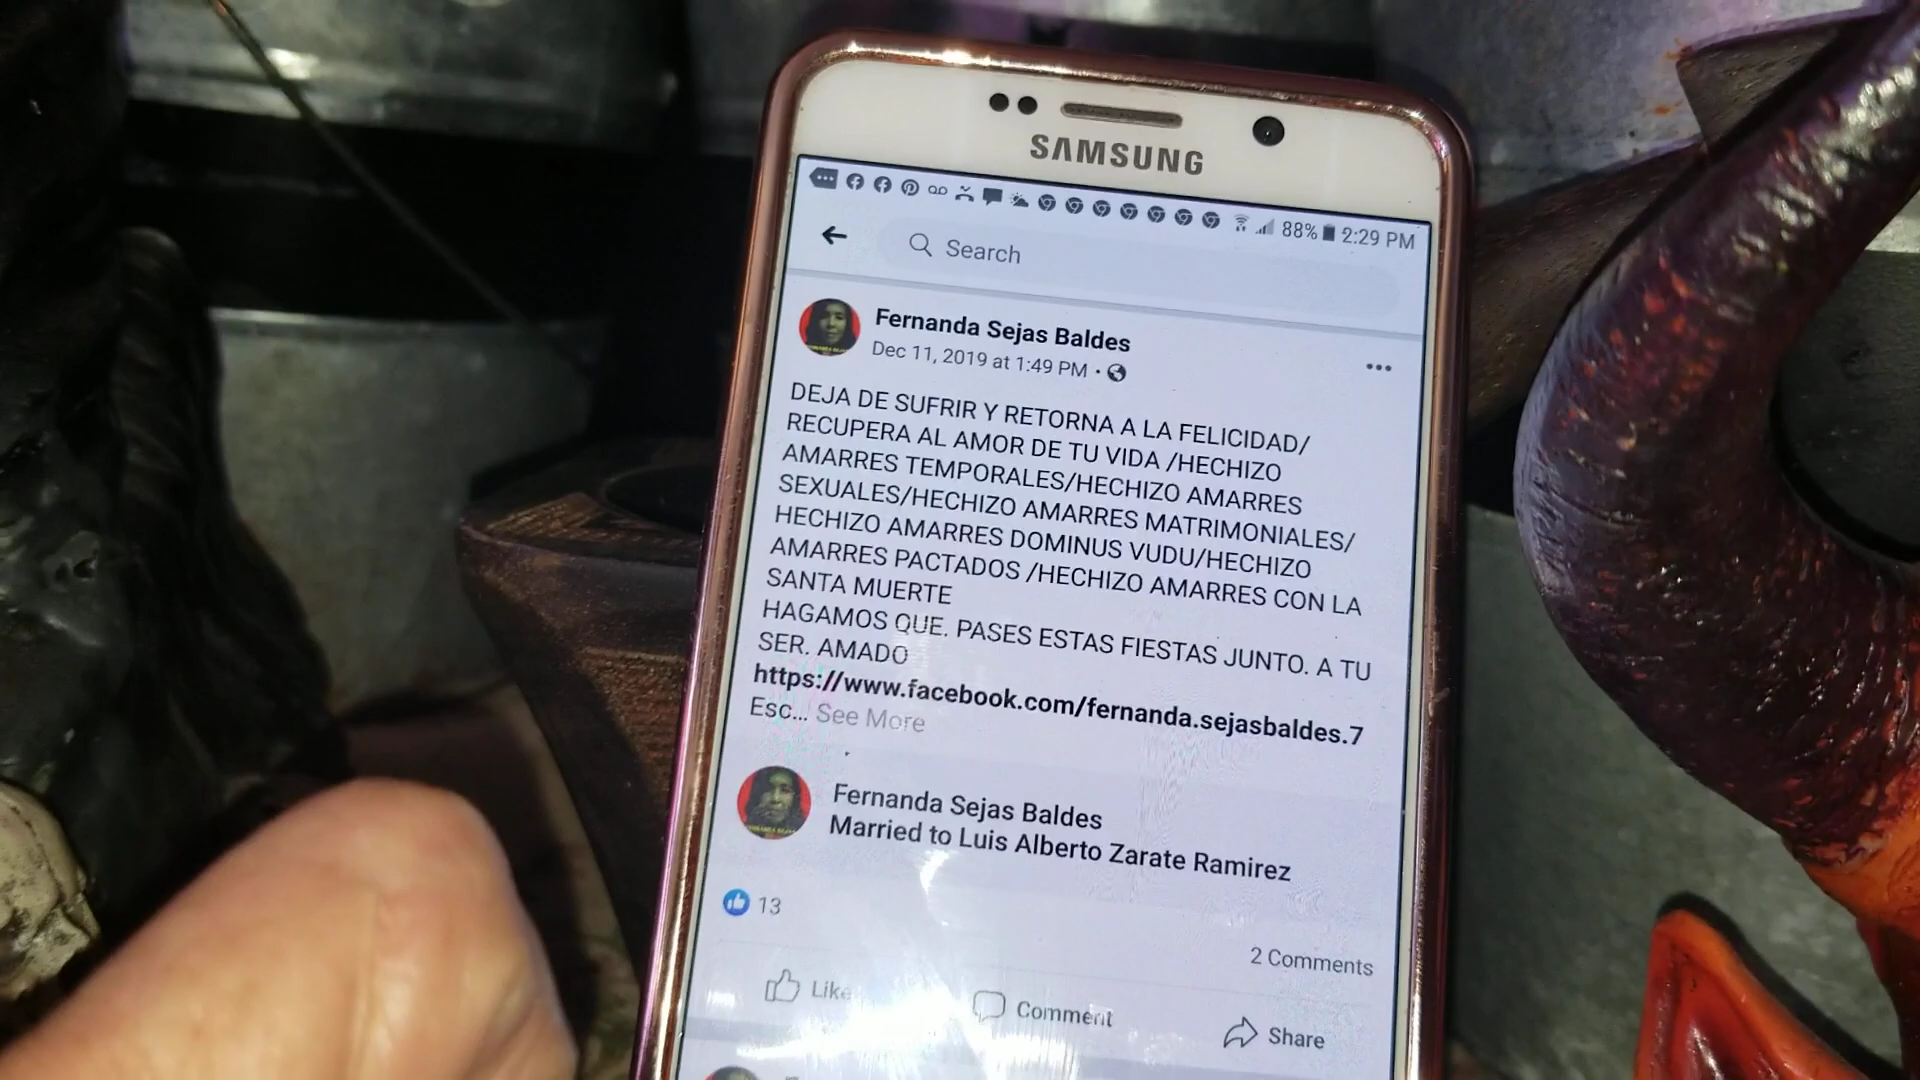 SAMSUNG
88% 2:29 PM
Search
Fernanda Sejas Baldes
Dec 11, 2019 at 1:49 PM
DEJA DE SUFRIR Y RETORNA A LA FELICIDAD/
RECUPERA AL AMOR DE TU VIDA /HECHIZO
AMARRES TEMPORALES/HECHIZO AMARRES
SEXUALES/HECHIZO AMARRES MATRIMONIALES/
HECHIZO AMARRES DOMINUS VUDU/HECHIZO
AMARRES PACTADOS /HECHIZO AMARRES CON LA
SANTA MUERTE
HAGAMOS QUE. PASES ESTAS FIESTAS JUNTO. A TU
SER. AMADO
https://www.facebook.com/fernanda.sejasbaldes.7
Esc... See More
Fernanda Sejas Baldes
Married to Luis Alberto Zarate Ramirez
13
2 Comments
Like
Comment
Share